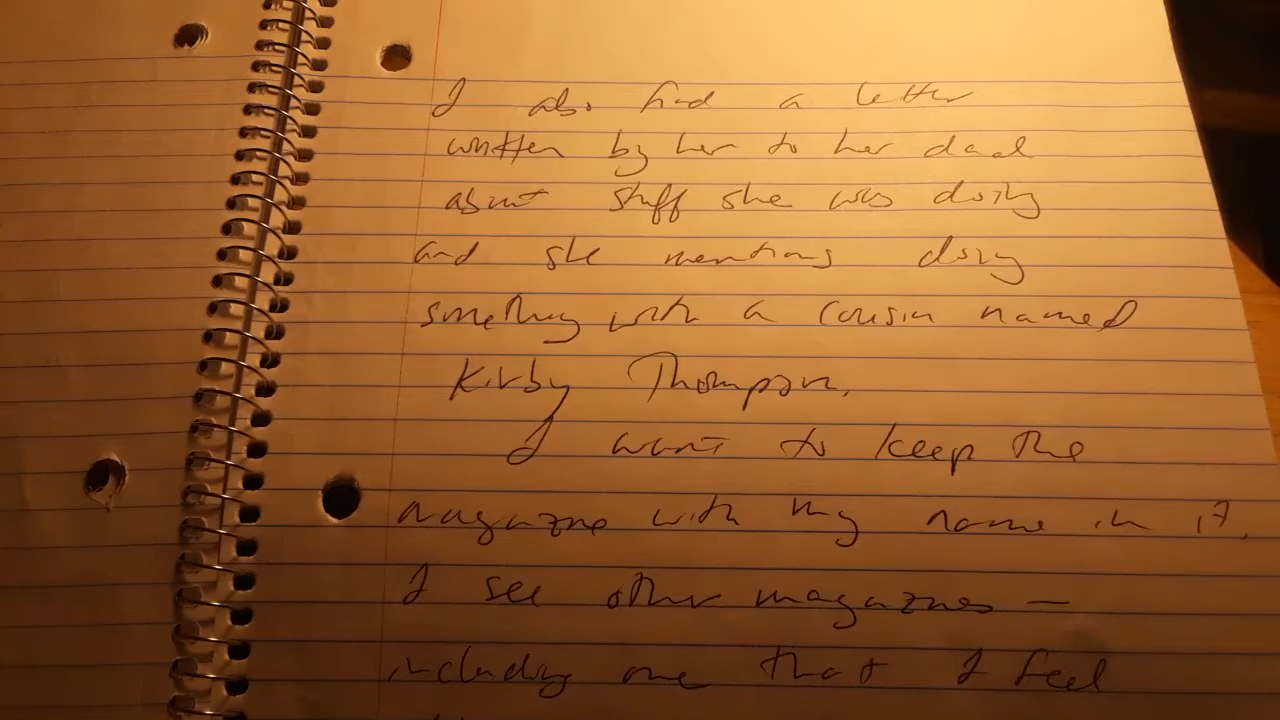 I also find a letter
written by her to her dad
about stuff she was doing
and she mentions doing
something with a cousin named
Kirby Thompson.
I want to keep the
magazine with my name in it.
I see other magazines —
including one that I feel